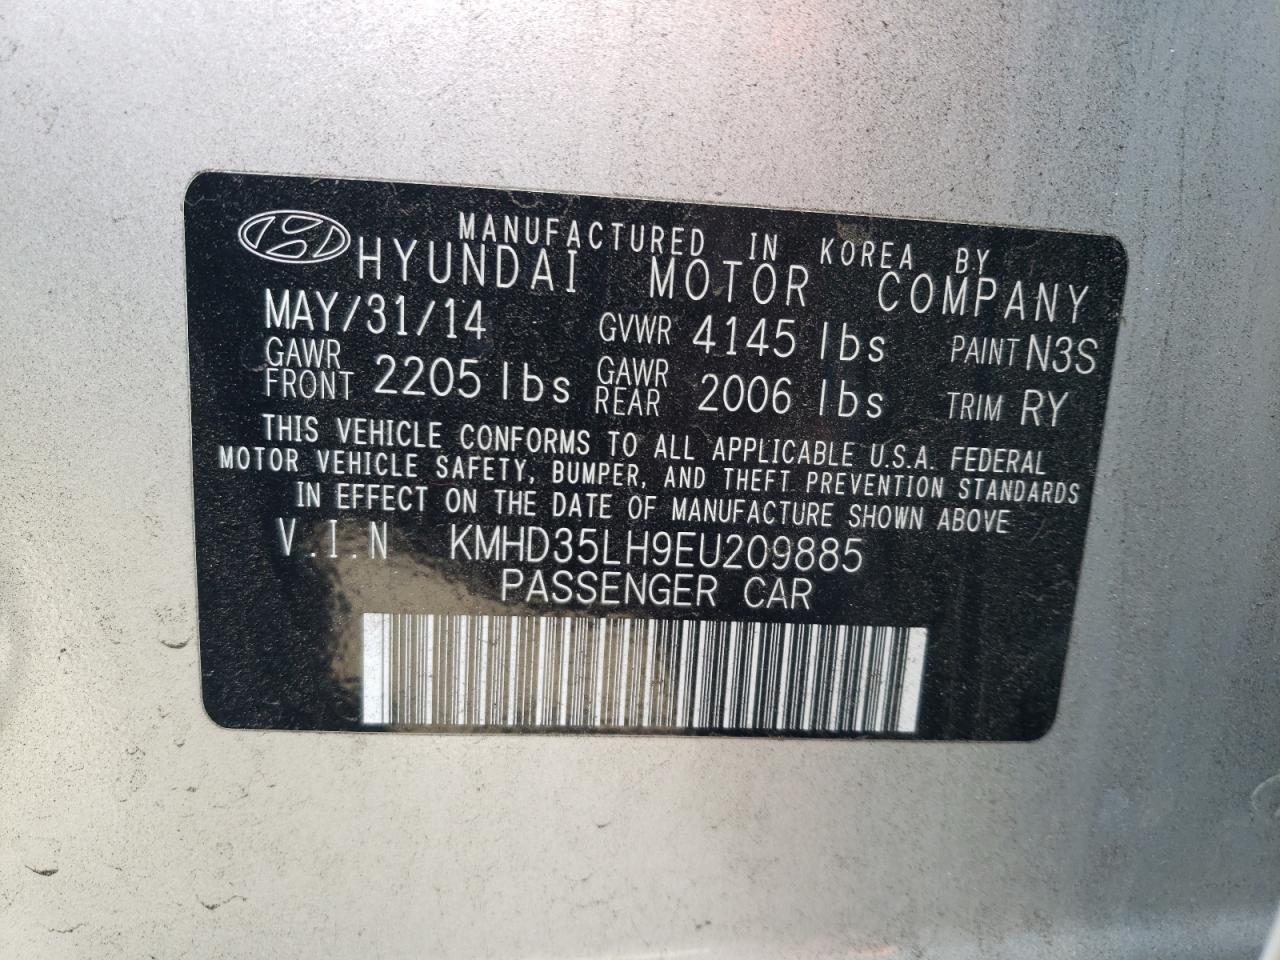 MANUFACTURED IN KOREA BY
HYUNDAI MOTOR COMPANY
MAY/31/14 GVWR 4145 lbs PAINT N3S
GAWR FRONT 2205 lbs GAWR REAR 2006 lbs TRIM RY
THIS VEHICLE CONFORMS TO ALL APPLICABLE U.S.A. FEDERAL
MOTOR VEHICLE SAFETY, BUMPER, AND THEFT PREVENTION STANDARDS
IN EFFECT ON THE DATE OF MANUFACTURE SHOWN ABOVE
V.I.N KMHD35LH9EU209885
PASSENGER CAR